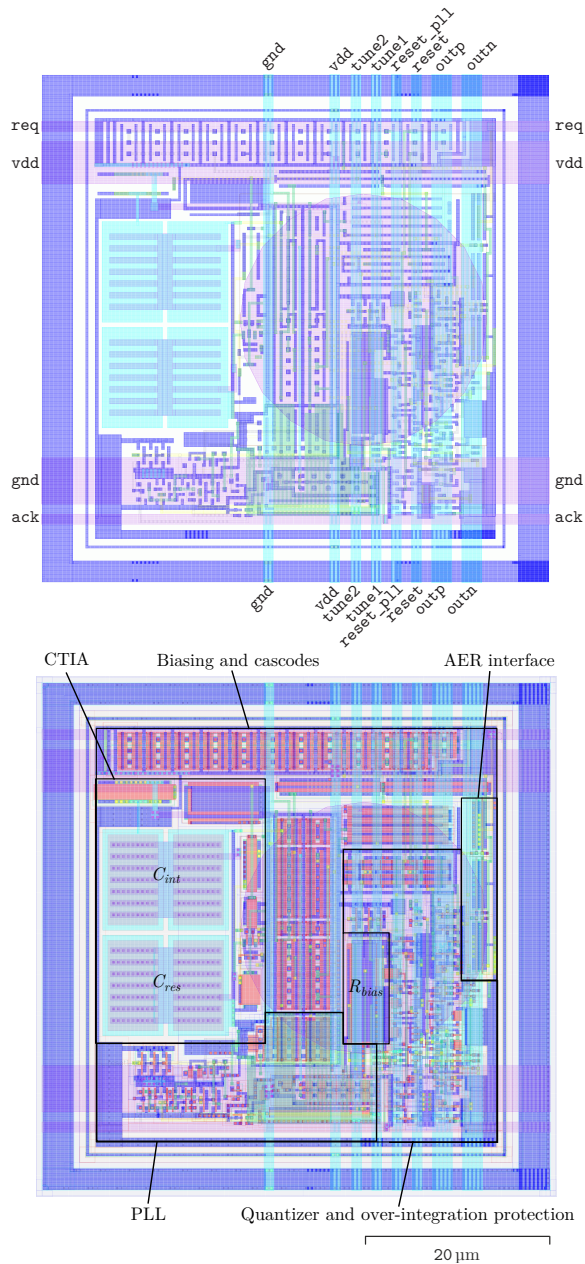 gnd vdd tune2 tune1 reset_pll reset outp outn
req req
vdd vdd
gnd gnd
ack ack
gnd vdd tune2 tune1 reset_pll reset outp outn
CTIA Biasing and cascodes AER interface
C_int
C_res R_bias
PLL Quantizer and over-integration protection
20 µm